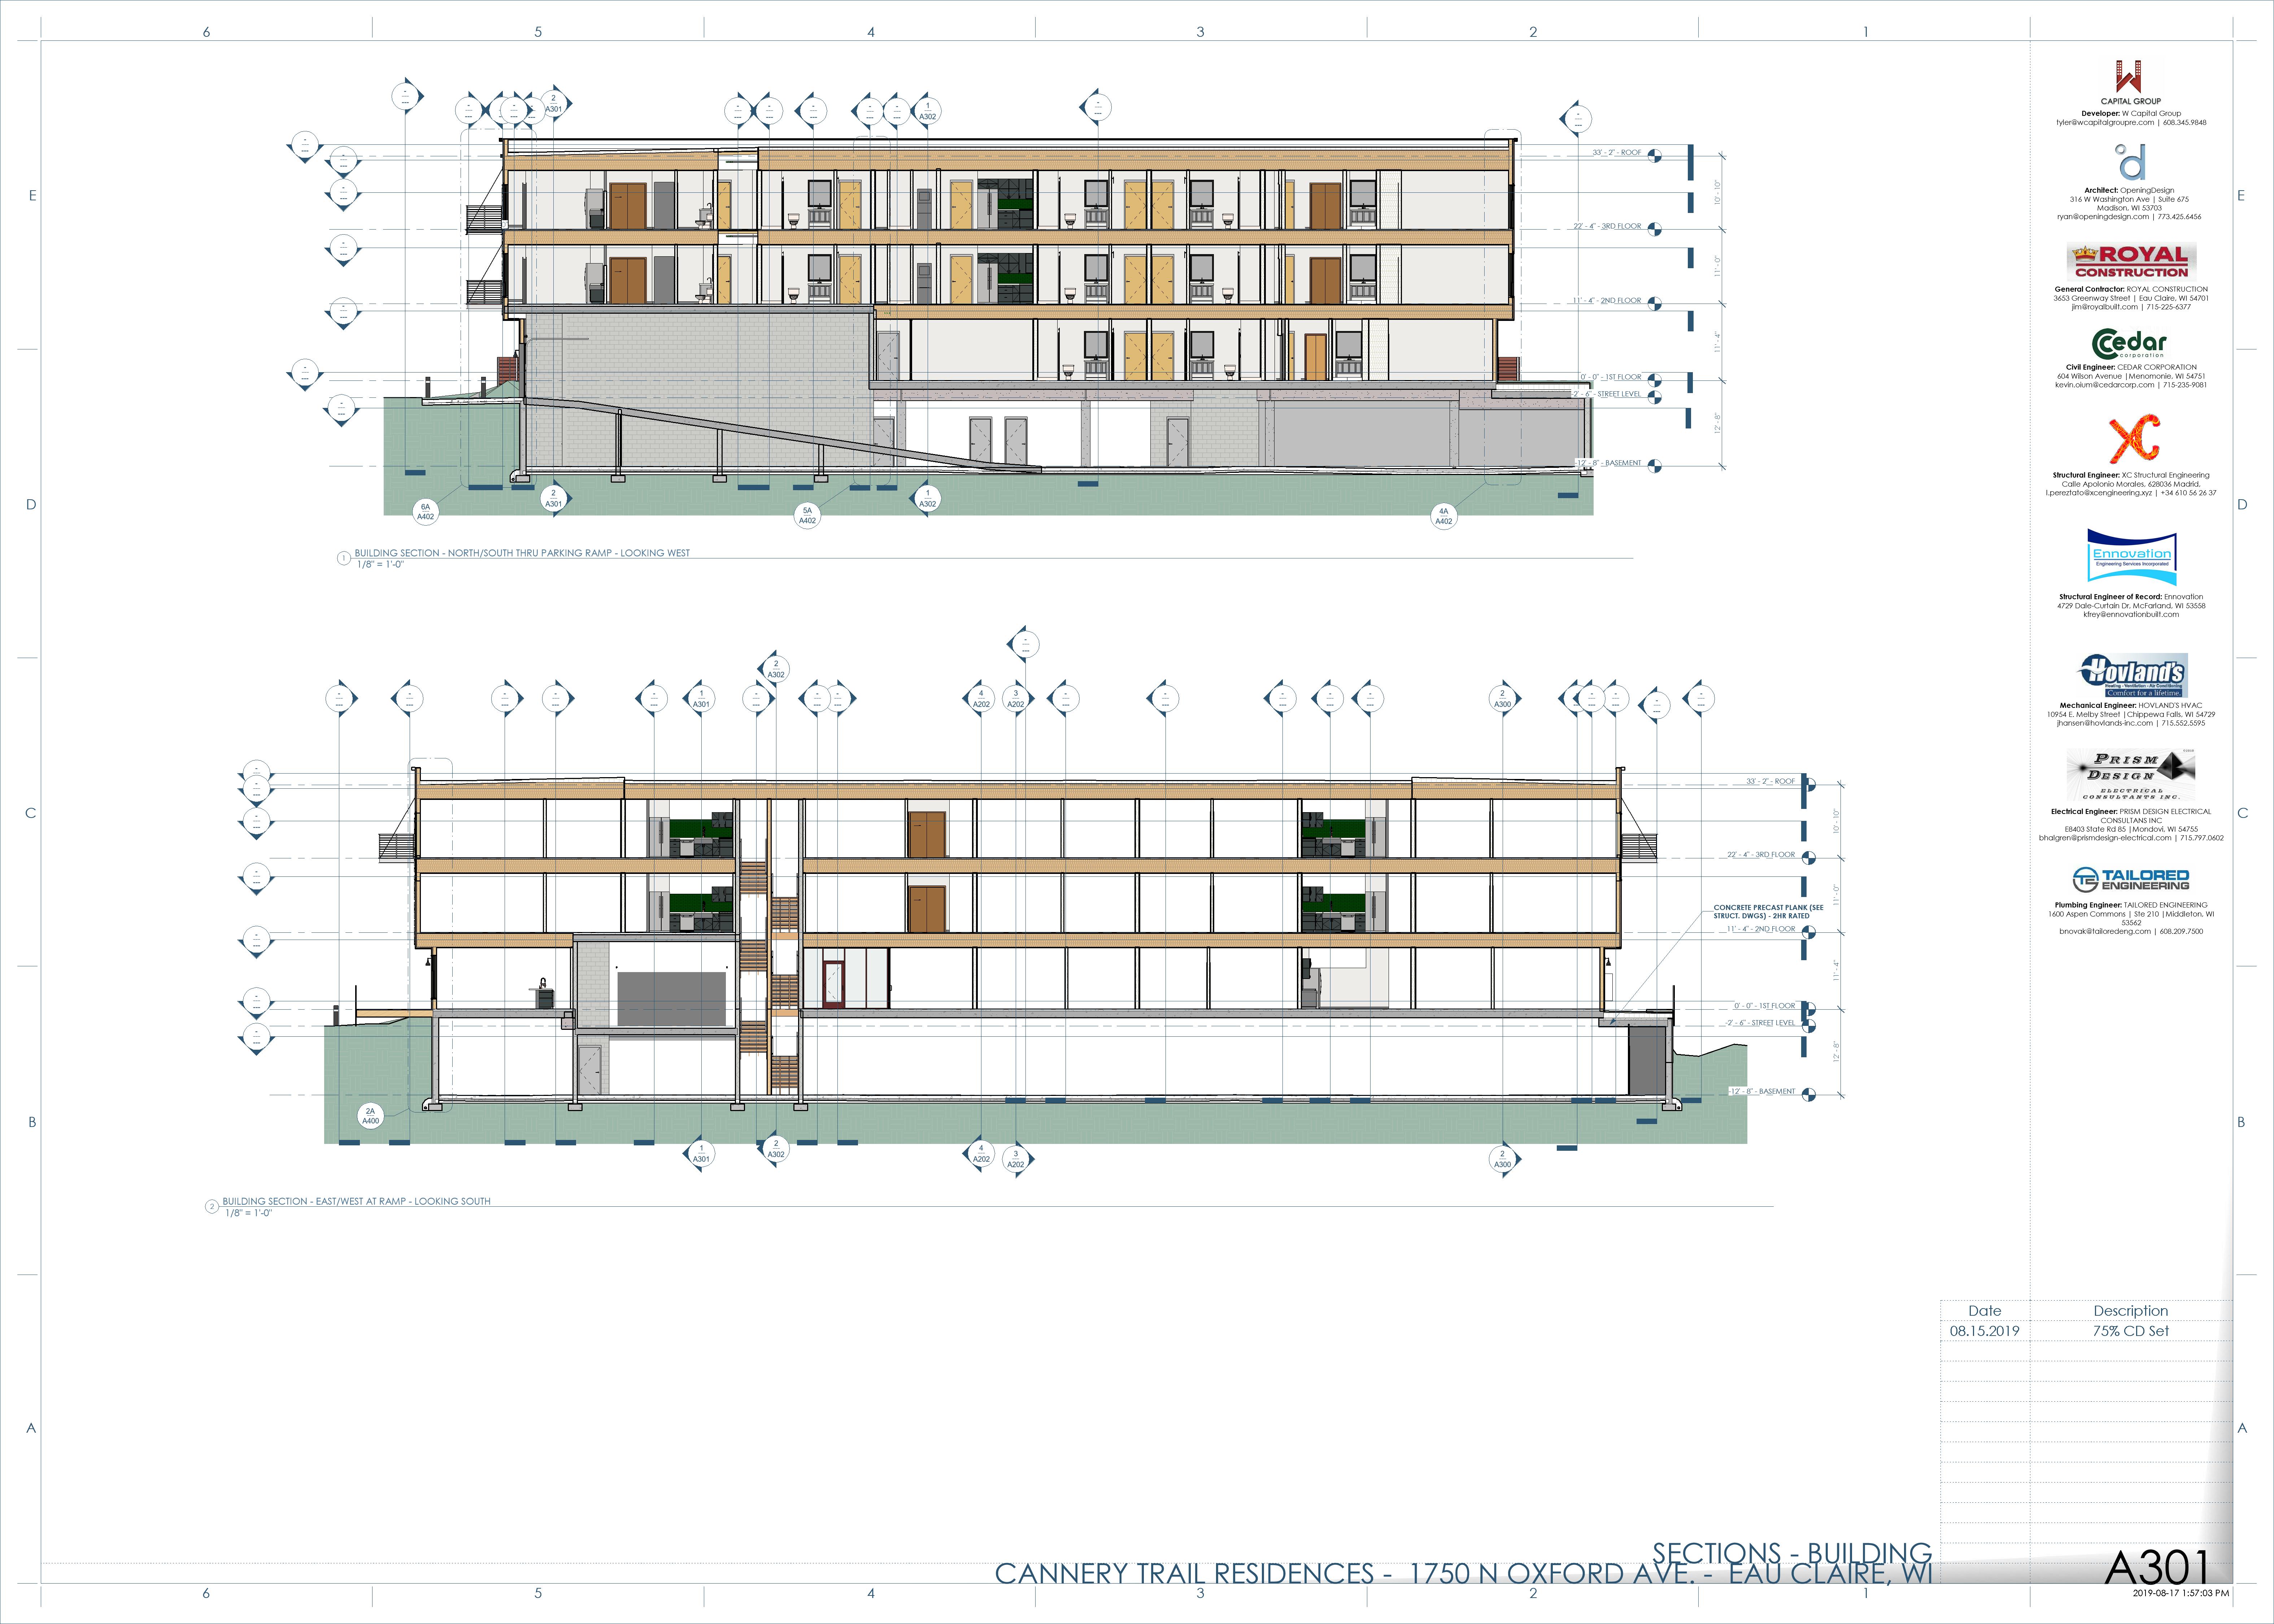 6 5 4 3 2 1
E
D
C
B
A
2
A301
1
A302
33' - 2" - ROOF
10' - 10"
22' - 4" - 3RD FLOOR
11' - 0"
11' - 4" - 2ND FLOOR
11' - 4"
0' - 0" - 1ST FLOOR
-2' - 6" - STREET LEVEL
12' - 8"
-12' - 8" - BASEMENT
6A
A402
2
A301
5A
A402
1
A302
4A
A402
1 BUILDING SECTION - NORTH/SOUTH THRU PARKING RAMP - LOOKING WEST
1/8" = 1'-0"
2
A302
1
A301
4
A202
3
A202
2
A300
33' - 2" - ROOF
10' - 10"
22' - 4" - 3RD FLOOR
11' - 0"
CONCRETE PRECAST PLANK (SEE
STRUCT. DWGS) - 2HR RATED
11' - 4" - 2ND FLOOR
11' - 4"
0' - 0" - 1ST FLOOR
-2' - 6" - STREET LEVEL
12' - 8"
-12' - 8" - BASEMENT
2A
A400
1
A301
2
A302
4
A202
3
A202
2
A300
2 BUILDING SECTION - EAST/WEST AT RAMP - LOOKING SOUTH
1/8" = 1'-0"
CAPITAL GROUP
Developer: W Capital Group
tyler@wcapitalgroupre.com | 608.345.9848
Architect: OpeningDesign
316 W Washington Ave | Suite 675
Madison, WI 53703
ryan@openingdesign.com | 773.425.6456
ROYAL
CONSTRUCTION
General Contractor: ROYAL CONSTRUCTION
3653 Greenway Street | Eau Claire, WI 54701
jim@royalbuilt.com | 715-225-6377
Cedar
corporation
Civil Engineer: CEDAR CORPORATION
604 Wilson Avenue |Menomonie, WI 54751
kevin.oium@cedarcorp.com | 715-235-9081
XC
Structural Engineer: XC Structural Engineering
Calle Apolonio Morales, 628036 Madrid,
l.pereztato@xcengineering.xyz | +34 610 56 26 37
Ennovation
Engineering Services Incorporated
Structural Engineer of Record: Ennovation
4729 Dale-Curtain Dr, McFarland, WI 53558
kfrey@ennovationbuilt.com
Hovland's
Heating - Ventilation - Air Conditioning
Comfort for a lifetime.
Mechanical Engineer: HOVLAND'S HVAC
10954 E. Melby Street |Chippewa Falls, WI 54729
jhansen@hovlands-inc.com | 715.552.5595
PRISM
DESIGN
ELECTRICAL
CONSULTANTS INC.
Electrical Engineer: PRISM DESIGN ELECTRICAL
CONSULTANS INC
E8403 State Rd 85 |Mondovi, WI 54755
bhalgren@prismdesign-electrical.com | 715.797.0602
TAILORED
ENGINEERING
Plumbing Engineer: TAILORED ENGINEERING
1600 Aspen Commons | Ste 210 |Middleton, WI
53562
bnovak@tailoredeng.com | 608.209.7500
Date Description
08.15.2019 75% CD Set
SECTIONS - BUILDING
CANNERY TRAIL RESIDENCES - 1750 N OXFORD AVE. - EAU CLAIRE, WI
A301
2019-08-17 1:57:03 PM
E
D
C
B
A
6 5 4 3 2 1